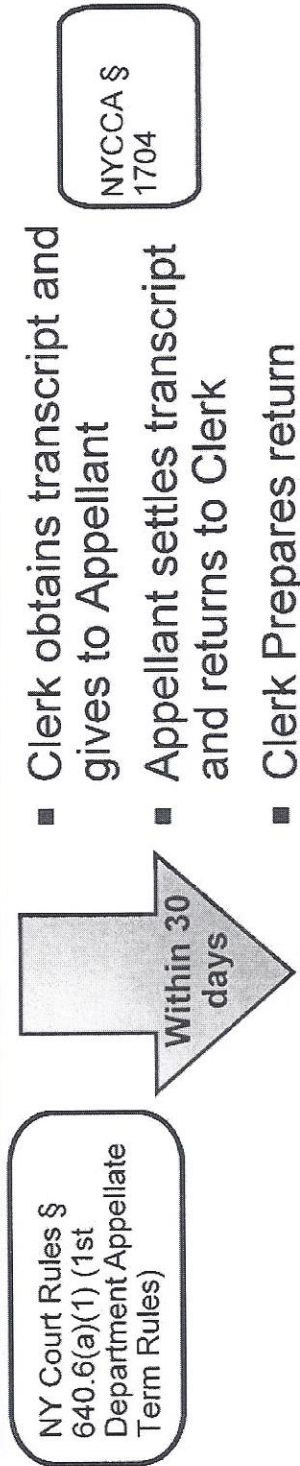 NY Court Rules §
640.6(a)(1) (1st
Department Appellate
Term Rules)
Within 30
days
■ Clerk obtains transcript and
gives to Appellant
■ Appellant settles transcript
and returns to Clerk
■ Clerk Prepares return
NYCCA §
1704